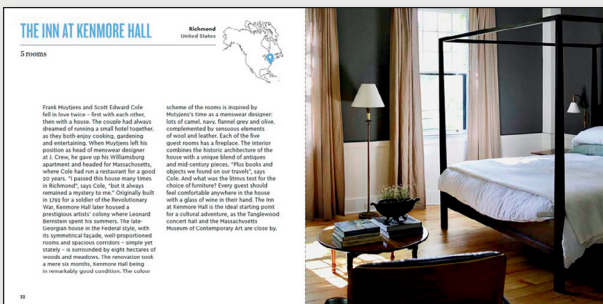 THE INN AT KENMORE HALL
Richmond
United States
5 rooms
Frank Muytjens and Scott Edward Cole
fell in love twice – first with each other,
then with a house. The couple had always
dreamed of running a small hotel together,
as they both enjoy cooking, gardening
and entertaining. When Muytjens left his
position as head of menswear designer
at J. Crew, he gave up his Williamsburg
apartment and headed for Massachusetts,
where Cole had run a restaurant for a good
20 years. "I passed this house many times
in Richmond", says Cole, "but it always
remained a mystery to me." Originally built
in 1792 for a soldier of the Revolutionary
War, Kenmore Hall later housed a
prestigious artists' colony where Leonard
Bernstein spent his summers. The late-
Georgian house in the Federal style, with
its symmetrical façade, well-proportioned
rooms and spacious corridors – simple yet
stately – is surrounded by eight hectares of
woods and meadows. The renovation took
a mere six months, Kenmore Hall being
in remarkably good condition. The colour
scheme of the rooms is inspired by
Mutyjens's time as a menswear designer:
lots of camel, navy, flannel grey and olive,
complemented by sensuous elements
of wool and leather. Each of the five
guest rooms has a fireplace. The interior
combines the historic architecture of the
house with a unique blend of antiques
and mid-century pieces. "Plus books and
objects we found on our travels", says
Cole. And what was the litmus test for the
choice of furniture? Every guest should
feel comfortable anywhere in the house
with a glass of wine in their hand. The Inn
at Kenmore Hall is the ideal starting point
for a cultural adventure, as the Tanglewood
concert hall and the Massachusetts
Museum of Contemporary Art are close by.